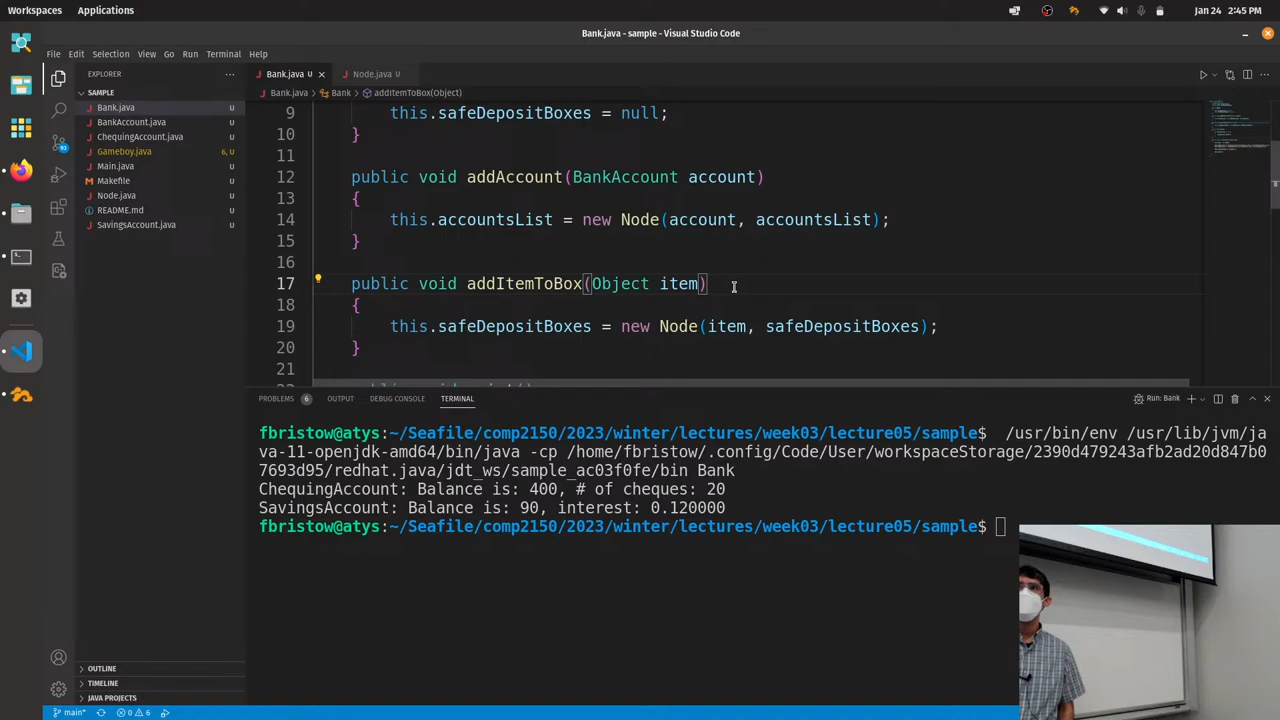 Workspaces Applications Jan 24 2:45 PM
Bank.java - sample - Visual Studio Code
File Edit Selection View Go Run Terminal Help
EXPLORER
SAMPLE
Bank.java U
BankAccount.java U
ChequingAccount.java U
Gameboy.java 6, U
Main.java U
Makefile U
Node.java U
README.md U
SavingsAccount.java U
OUTLINE
TIMELINE
JAVA PROJECTS
Bank.java U Node.java U
Bank.java > Bank > addItemToBox(Object)
9 this.safeDepositBoxes = null;
10 }
11
12 public void addAccount(BankAccount account)
13 {
14 this.accountsList = new Node(account, accountsList);
15 }
16
17 public void addItemToBox(Object item)
18 {
19 this.safeDepositBoxes = new Node(item, safeDepositBoxes);
20 }
21
PROBLEMS 6 OUTPUT DEBUG CONSOLE TERMINAL Run: Bank
fbristow@atys:~/Seafile/comp2150/2023/winter/lectures/week03/lecture05/sample$ /usr/bin/env /usr/lib/jvm/ja
va-11-openjdk-amd64/bin/java -cp /home/fbristow/.config/Code/User/workspaceStorage/2390d479243afb2ad20d847b0
7693d95/redhat.java/jdt_ws/sample_ac03f0fe/bin Bank
ChequingAccount: Balance is: 400, # of cheques: 20
SavingsAccount: Balance is: 90, interest: 0.120000
fbristow@atys:~/Seafile/comp2150/2023/winter/lectures/week03/lecture05/sample$
main* 0 6